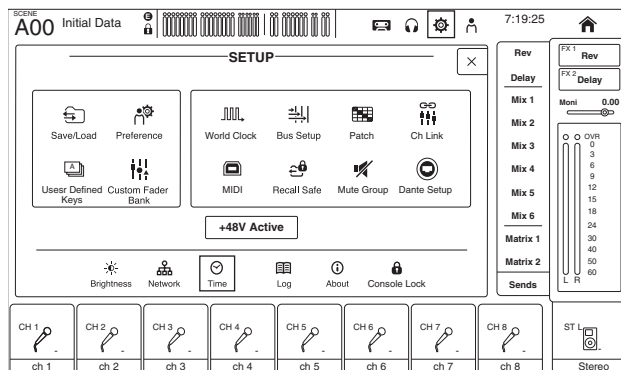 SCENE
A00 Initial Data
E
7:19:25
SETUP
Save/Load
Preference
Usesr Defined
Keys
Custom Fader
Bank
World Clock
Bus Setup
Patch
Ch Link
MIDI
Recall Safe
Mute Group
Dante Setup
+48V Active
Brightness
Network
Time
Log
About
Console Lock
Rev
Delay
Mix 1
Mix 2
Mix 3
Mix 4
Mix 5
Mix 6
Matrix 1
Matrix 2
Sends
FX 1 Rev
FX 2 Delay
Moni 0.00
OVR
0
3
6
9
12
15
18
24
30
40
50
60
L R
CH 1
CH 2
CH 3
CH 4
CH 5
CH 6
CH 7
CH 8
ST L
ch 1
ch 2
ch 3
ch 4
ch 5
ch 6
ch 7
ch 8
Stereo